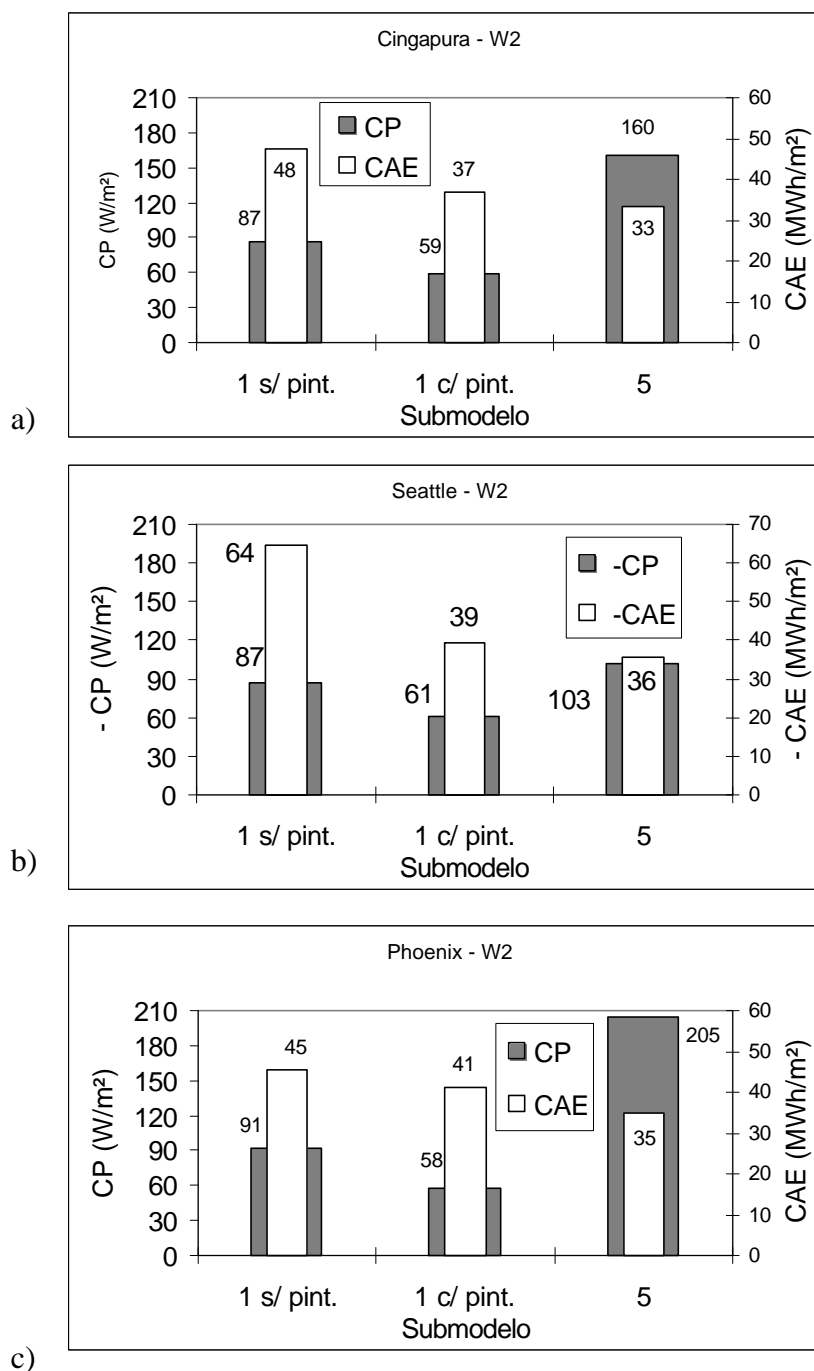 Cingapura - W2
210
180
150
120
90
60
30
0
CP (W/m²)
60
50
40
30
20
10
0
CAE (MWh/m²)
CP
CAE
87
48
59
37
160
33
1 s/ pint.
1 c/ pint.
5
Submodelo
a)
Seattle - W2
210
180
150
120
90
60
30
0
- CP (W/m²)
70
60
50
40
30
20
10
0
- CAE (MWh/m²)
-CP
-CAE
64
87
39
61
103
36
1 s/ pint.
1 c/ pint.
5
Submodelo
b)
Phoenix - W2
210
180
150
120
90
60
30
0
CP (W/m²)
60
50
40
30
20
10
0
CAE (MWh/m²)
CP
CAE
45
91
41
58
205
35
1 s/ pint.
1 c/ pint.
5
Submodelo
c)